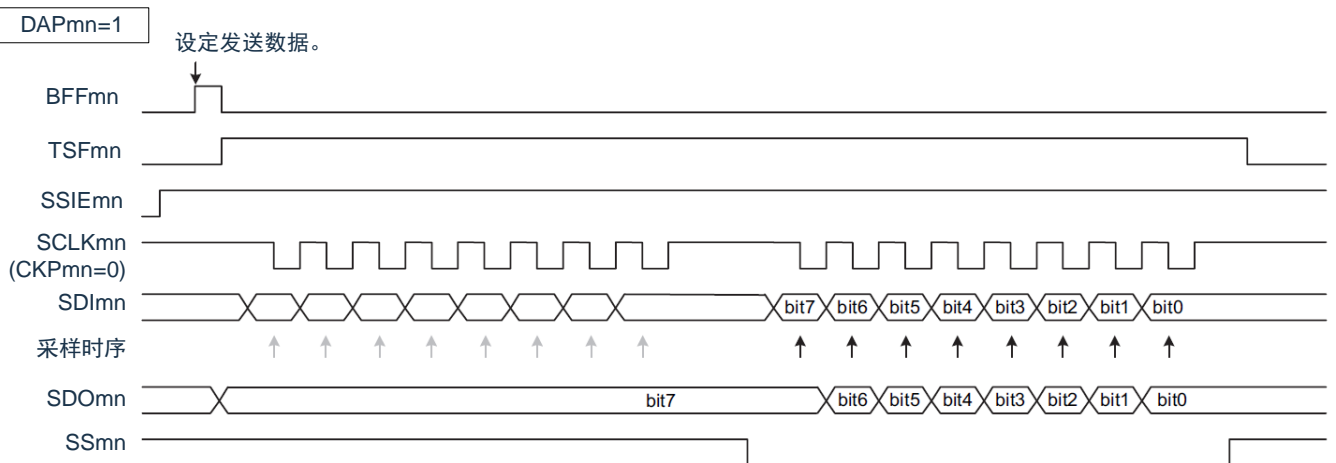 DAPmn=1
设定发送数据。
BFFmn
TSFmn
SSIEmn
SCLKmn
(CKPmn=0)
SDImn bit7 bit6 bit5 bit4 bit3 bit2 bit1 bit0
采样时序
SDOmn bit7 bit6 bit5 bit4 bit3 bit2 bit1 bit0
SSmn